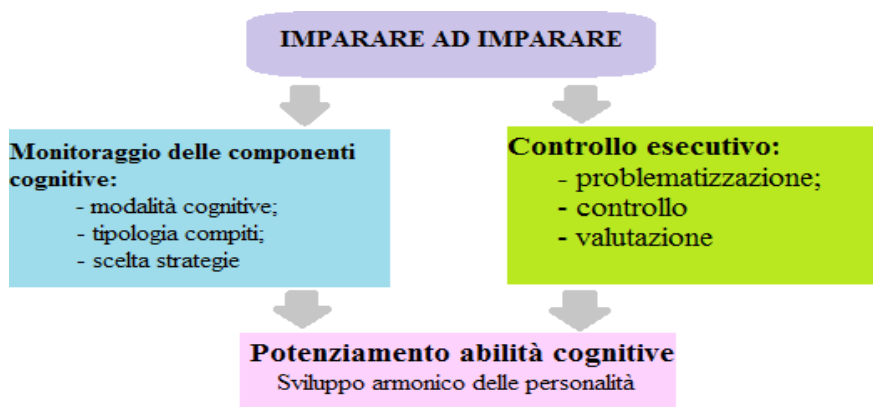 IMPARARE AD IMPARARE
Monitoraggio delle componenti
cognitive:
- modalità cognitive;
- tipologia compiti;
- scelta strategie
Controllo esecutivo:
- problematizzazione;
- controllo
- valutazione
Potenziamento abilità cognitive
Sviluppo armonico delle personalità